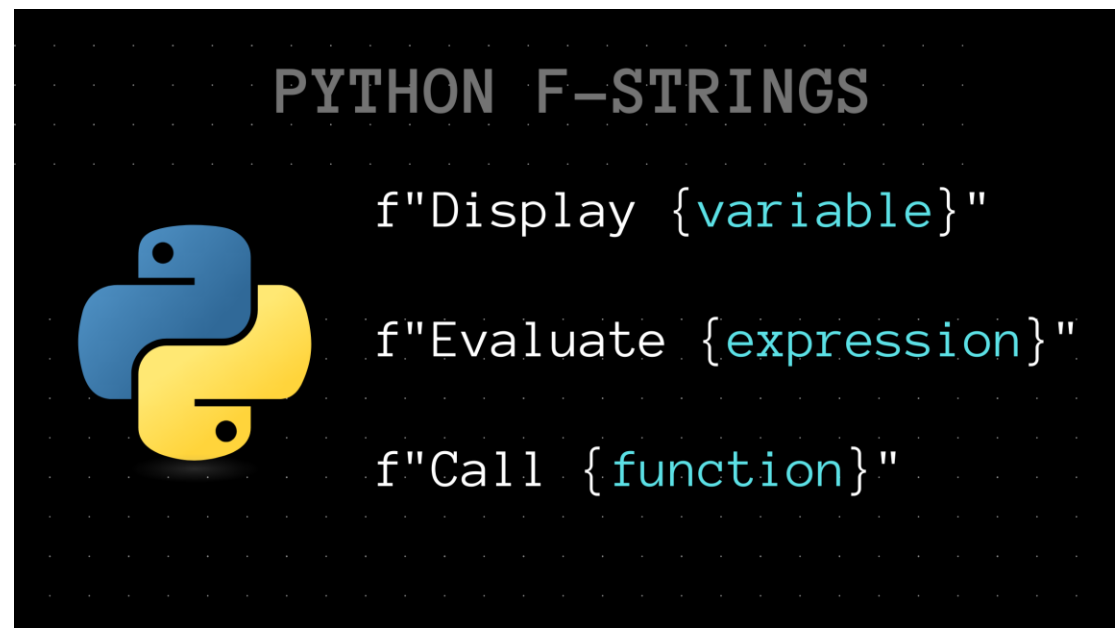 PYTHON F-STRINGS
f"Display {variable}"
f"Evaluate {expression}"
f"Call {function}"